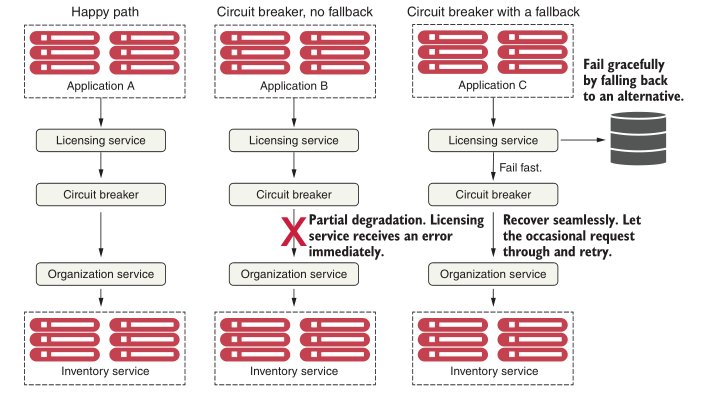 Happy path
Circuit breaker, no fallback
Circuit breaker with a fallback
Application A
Application B
Application C
Fail gracefully
by falling back
to an alternative.
Licensing service
Licensing service
Licensing service
Fail fast.
Circuit breaker
Circuit breaker
Circuit breaker
X
Partial degradation. Licensing
service receives an error
immediately.
Recover seamlessly. Let
the occasional request
through and retry.
Organization service
Organization service
Organization service
Inventory service
Inventory service
Inventory service